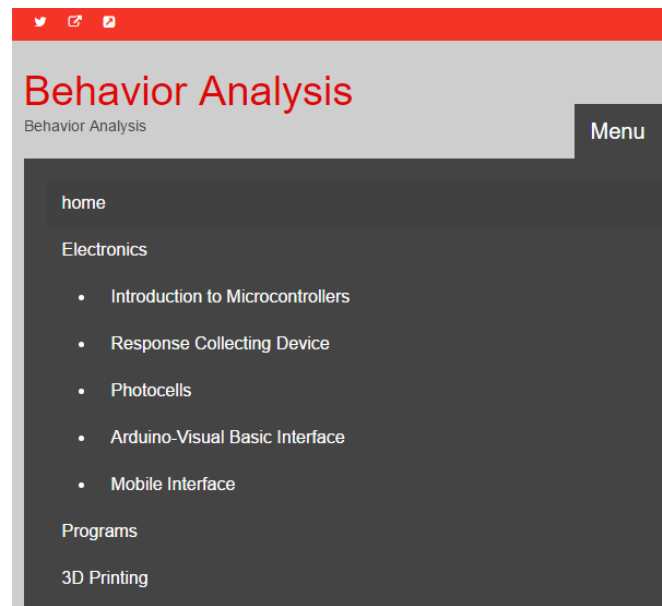 Behavior Analysis
Behavior Analysis
Menu
home
Electronics
Introduction to Microcontrollers
Response Collecting Device
Photocells
Arduino-Visual Basic Interface
Mobile Interface
Programs
3D Printing